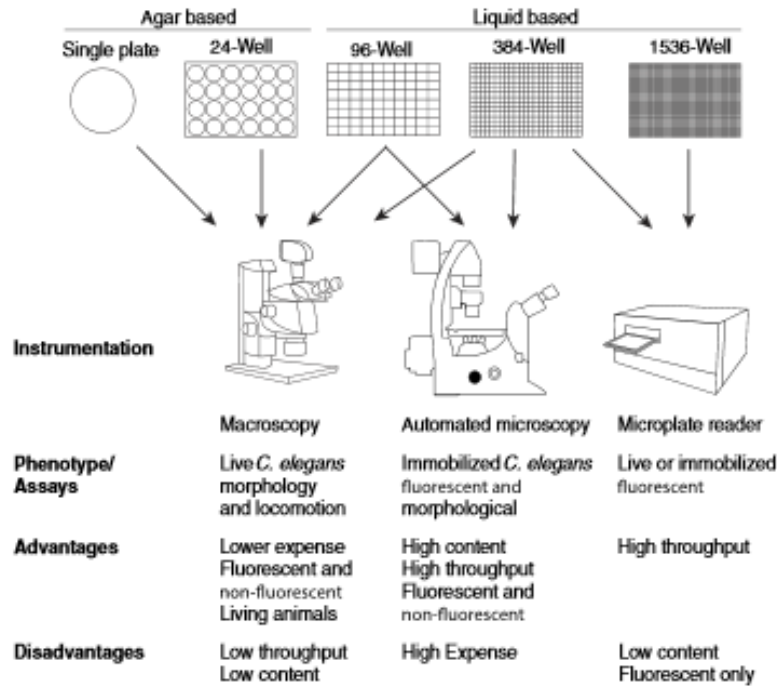 Agar based
Liquid based
Single plate
24-Well
96-Well
384-Well
1536-Well
Instrumentation
Macroscopy
Automated microscopy
Microplate reader
Phenotype/
Assays
Live C. elegans
morphology
and locomotion
Immobilized C. elegans
fluorescent and
morphological
Live or immobilized
fluorescent
Advantages
Lower expense
Fluorescent and
non-fluorescent
Living animals
High content
High throughput
Fluorescent and
non-fluorescent
High throughput
Disadvantages
Low throughput
Low content
High Expense
Low content
Fluorescent only